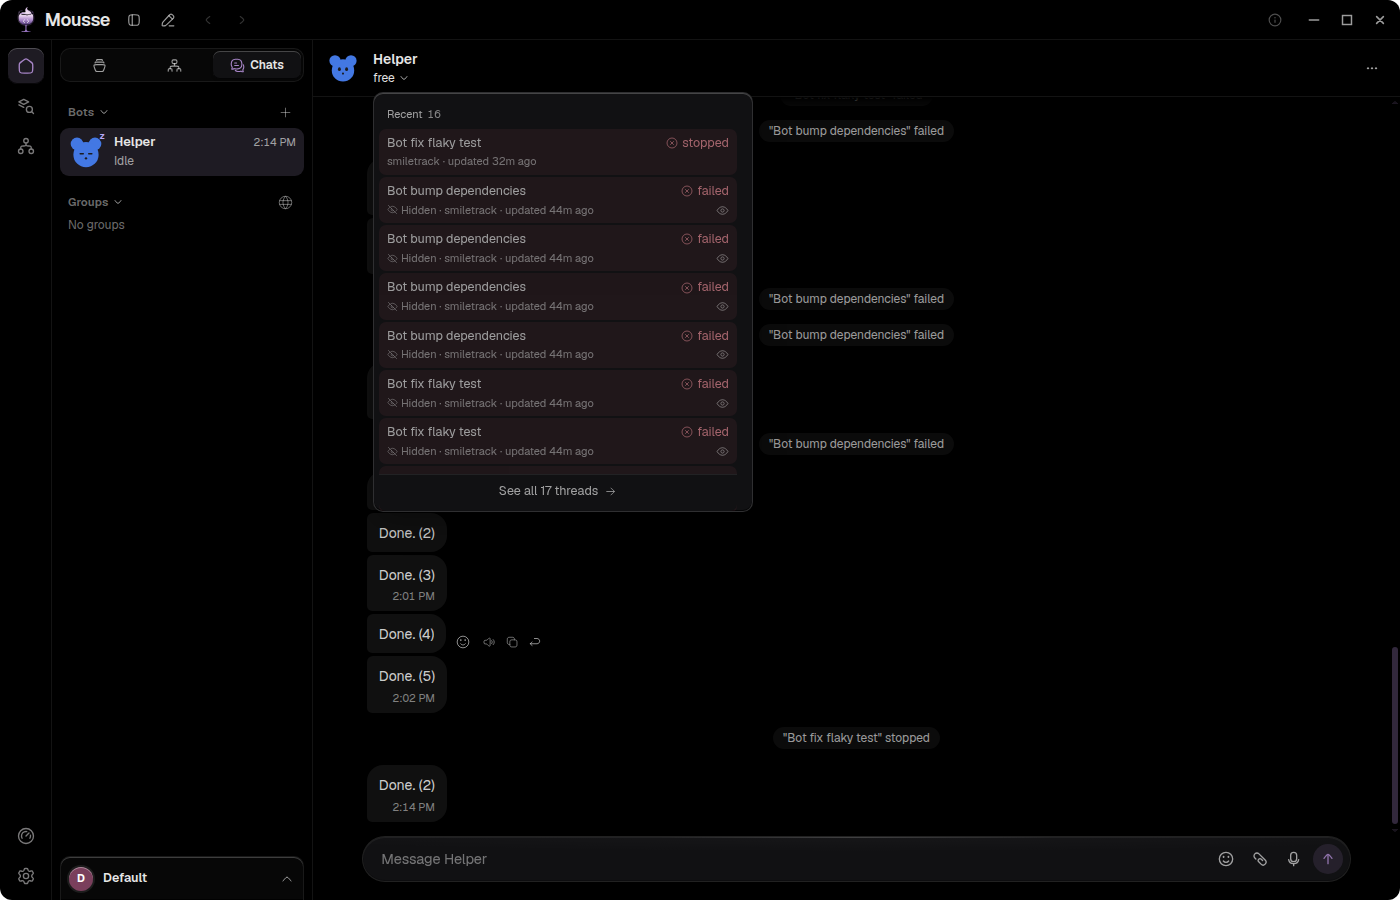 Mousse
Chats
Bots
Helper
2:14 PM
Idle
Groups
No groups
Default
D
Helper
free
Recent 16
Bot fix flaky test
stopped
smiletrack · updated 32m ago
Bot bump dependencies
failed
Hidden · smiletrack · updated 44m ago
Bot bump dependencies
failed
Hidden · smiletrack · updated 44m ago
Bot bump dependencies
failed
Hidden · smiletrack · updated 44m ago
Bot bump dependencies
failed
Hidden · smiletrack · updated 44m ago
Bot fix flaky test
failed
Hidden · smiletrack · updated 44m ago
Bot fix flaky test
failed
Hidden · smiletrack · updated 44m ago
See all 17 threads
"Bot bump dependencies" failed
"Bot bump dependencies" failed
"Bot bump dependencies" failed
"Bot bump dependencies" failed
Done. (2)
Done. (3)
2:01 PM
Done. (4)
Done. (5)
2:02 PM
"Bot fix flaky test" stopped
Done. (2)
2:14 PM
Message Helper